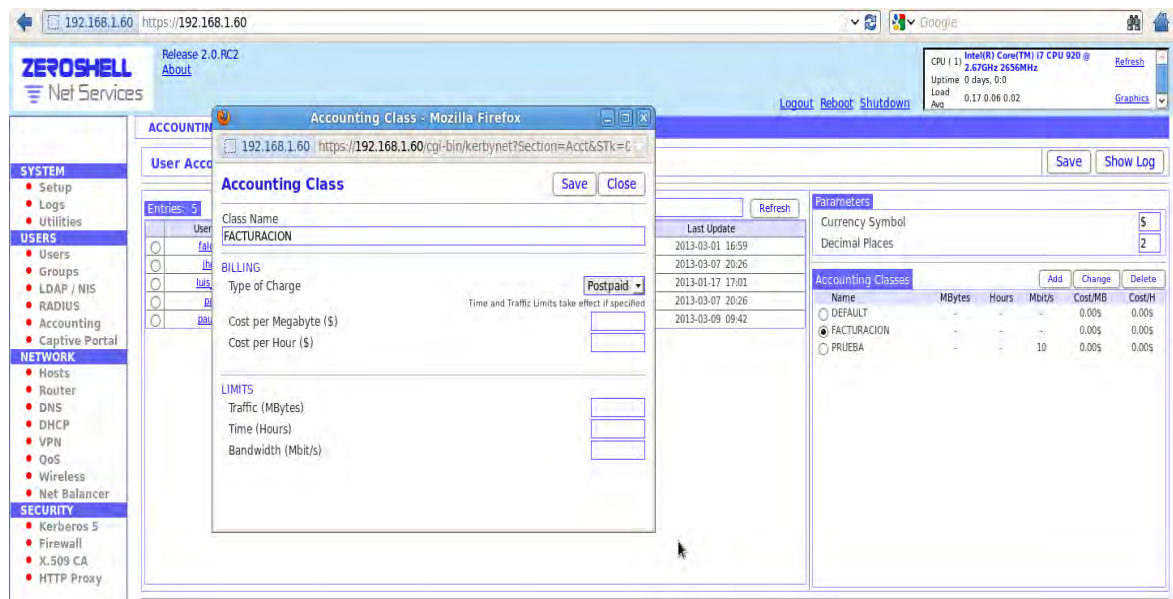 192.168.1.60 https://192.168.1.60
Google
ZEROSHELL
Net Services
Release 2.0.RC2
About
Logout Reboot Shutdown
CPU (1) Intel(R) Core(TM) i7 CPU 920 @ 2.67GHz 2656MHz
Refresh
Uptime 0 days, 0:0
Load Avg 0.17 0.06 0.02
Graphics
SYSTEM
Setup
Logs
Utilities
USERS
Users
Groups
LDAP / NIS
RADIUS
Accounting
Captive Portal
NETWORK
Hosts
Router
DNS
DHCP
VPN
QoS
Wireless
Net Balancer
SECURITY
Kerberos 5
Firewall
X.509 CA
HTTP Proxy
ACCOUNTIN
User Acco
Save Show Log
Entries: 5
Refresh
User
Last Update
2013-03-01 16:59
2013-03-07 20:26
luis
2013-01-17 17:01
2013-03-07 20:26
pau
2013-03-09 09:42
Accounting Class - Mozilla Firefox
192.168.1.60 https://192.168.1.60/cgi-bin/kerbynet?Section=Acct&STk=
Accounting Class
Save Close
Class Name
FACTURACION
BILLING
Type of Charge Postpaid
Time and Traffic Limits take effect if specified
Cost per Megabyte ($)
Cost per Hour ($)
LIMITS
Traffic (MBytes)
Time (Hours)
Bandwidth (Mbit/s)
Parameters
Currency Symbol $
Decimal Places 2
Accounting Classes
Add Change Delete
Name MBytes Hours Mbit/s Cost/MB Cost/H
DEFAULT - - - 0.00$ 0.00$
FACTURACION - - - 0.00$ 0.00$
PRUEBA - - 10 0.00$ 0.00$